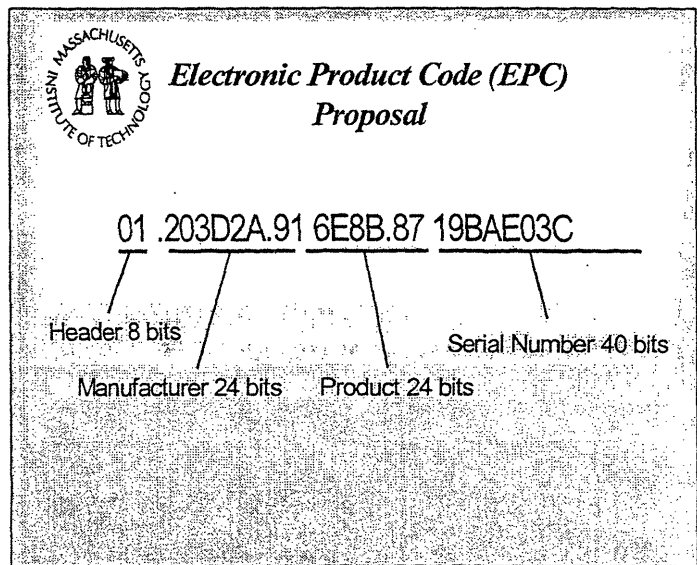 MASSACHUSETTS INSTITUTE OF TECHNOLOGY
Electronic Product Code (EPC)
Proposal
01 .203D2A.91 6E8B.87 19BAE03C
Header 8 bits
Serial Number 40 bits
Manufacturer 24 bits Product 24 bits